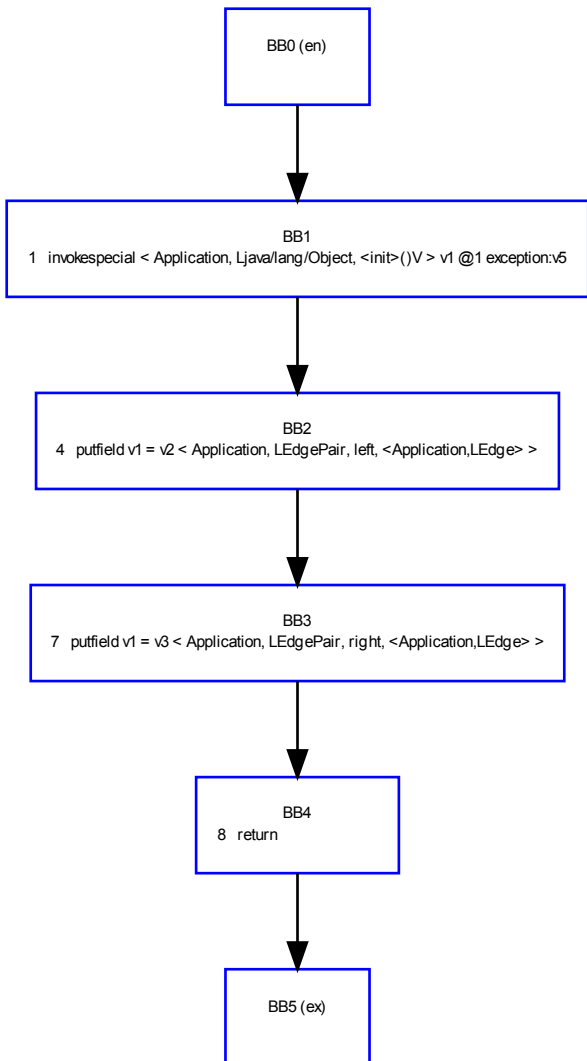 BB0 (en)
BB1
1 invokespecial < Application, Ljava/lang/Object, <init>()V > v1 @1 exception:v5
BB2
4 putfield v1 = v2 < Application, LEdgePair, left, <Application,LEdge> >
BB3
7 putfield v1 = v3 < Application, LEdgePair, right, <Application,LEdge> >
BB4
8 return
BB5 (ex)